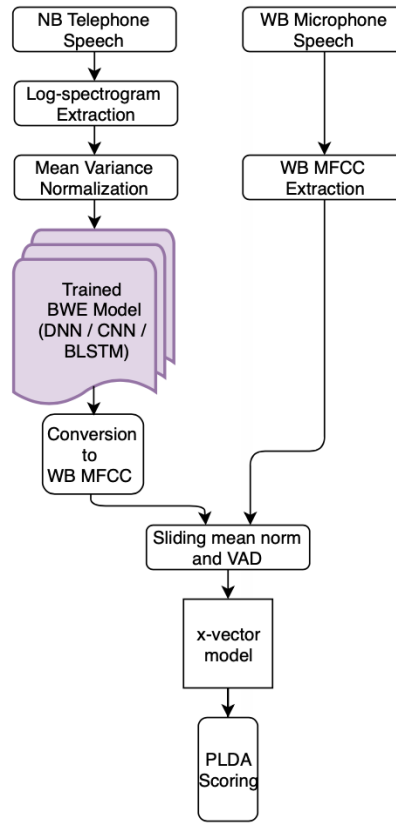 NB Telephone
Speech
WB Microphone
Speech
Log-spectrogram
Extraction
Mean Variance
Normalization
WB MFCC
Extraction
Trained
BWE Model
(DNN / CNN /
BLSTM)
Conversion
to
WB MFCC
Sliding mean norm
and VAD
x-vector
model
PLDA
Scoring